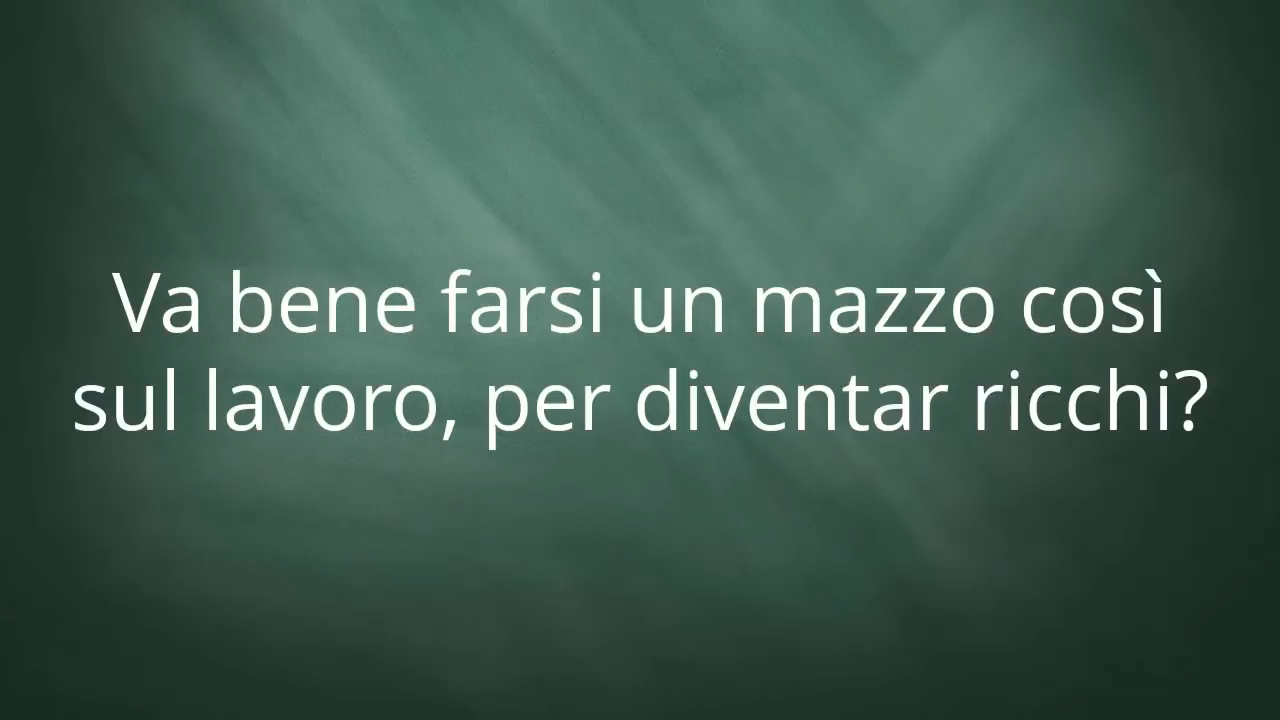 Va bene farsi un mazzo così
sul lavoro, per diventar ricchi?